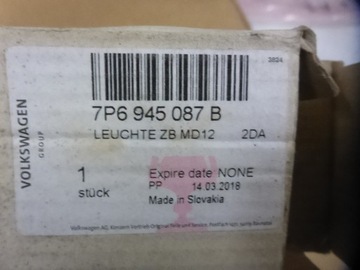 VOLKSWAGEN
GROUP
7P6 945 087 B
LEUCHTE ZB MD12 2DA
1
stück
Expire date NONE
PP 14.03.2018
Made in Slovakia